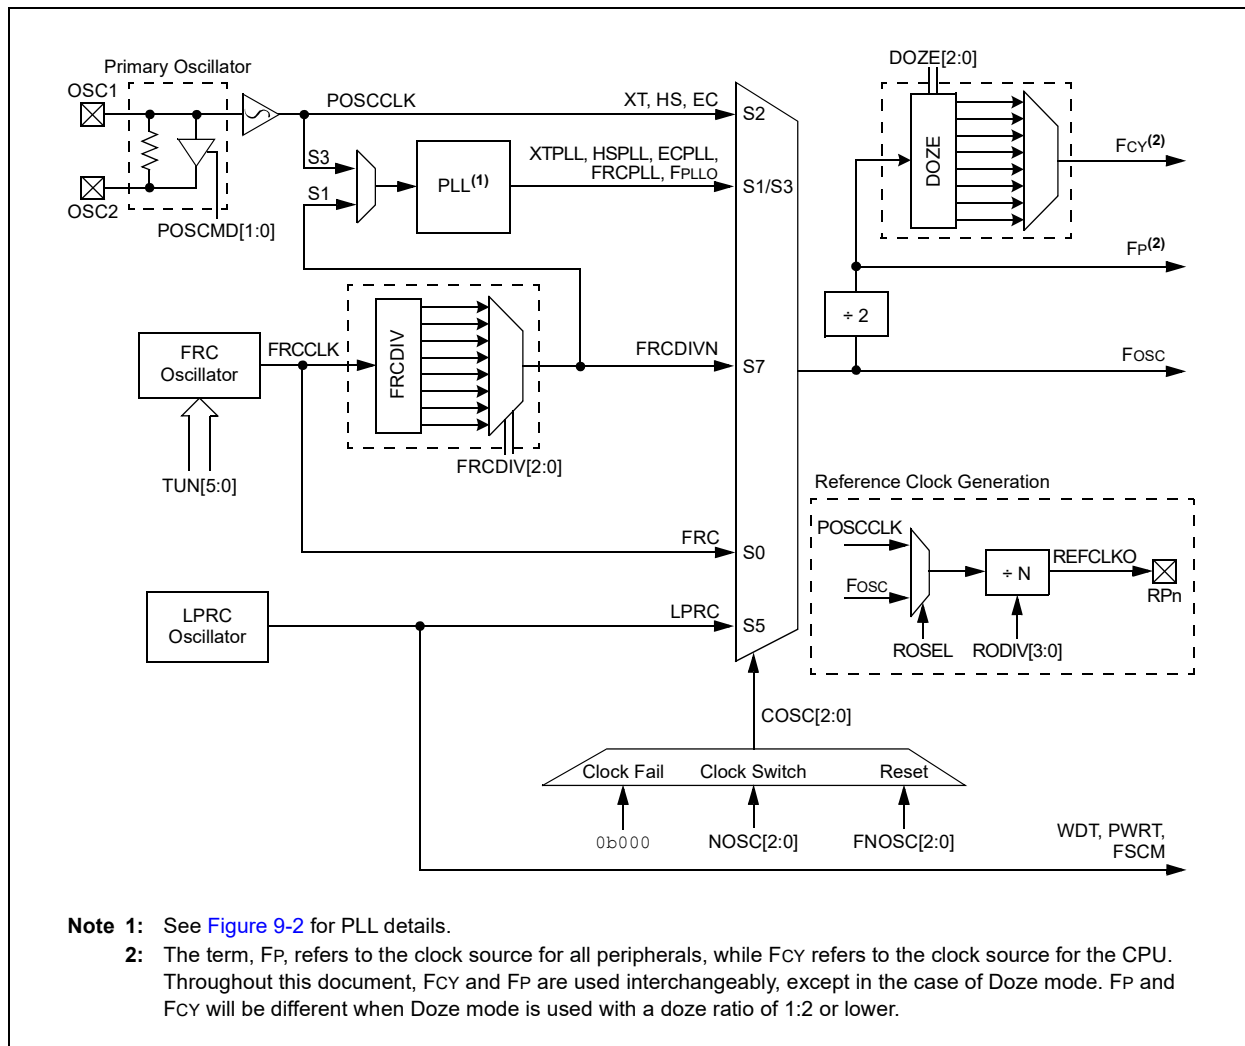 DOZE[2:0]
Primary Oscillator
OSC1
POSCCLK
XT, HS, EC
S2
DOZE
FCY(2)
S3
PLL(1)
XTPLL, HSPLL, ECPLL,
FRCPLL, FPLLO
S1/S3
S1
OSC2
POSCMD[1:0]
FP(2)
÷ 2
FRC
Oscillator
FRCCLK
FRCDIV
FRCDIVN
S7
FOSC
FRCDIV[2:0]
TUN[5:0]
Reference Clock Generation
POSCCLK
FRC
S0
÷ N
REFCLKO
FOSC
RPn
LPRC
Oscillator
LPRC
S5
ROSEL
RODIV[3:0]
COSC[2:0]
Clock Fail
Clock Switch
Reset
0b000
NOSC[2:0]
FNOSC[2:0]
WDT, PWRT,
FSCM
Note 1: See Figure 9-2 for PLL details.
2: The term, FP, refers to the clock source for all peripherals, while FCY refers to the clock source for the CPU.
Throughout this document, FCY and FP are used interchangeably, except in the case of Doze mode. FP and
FCY will be different when Doze mode is used with a doze ratio of 1:2 or lower.